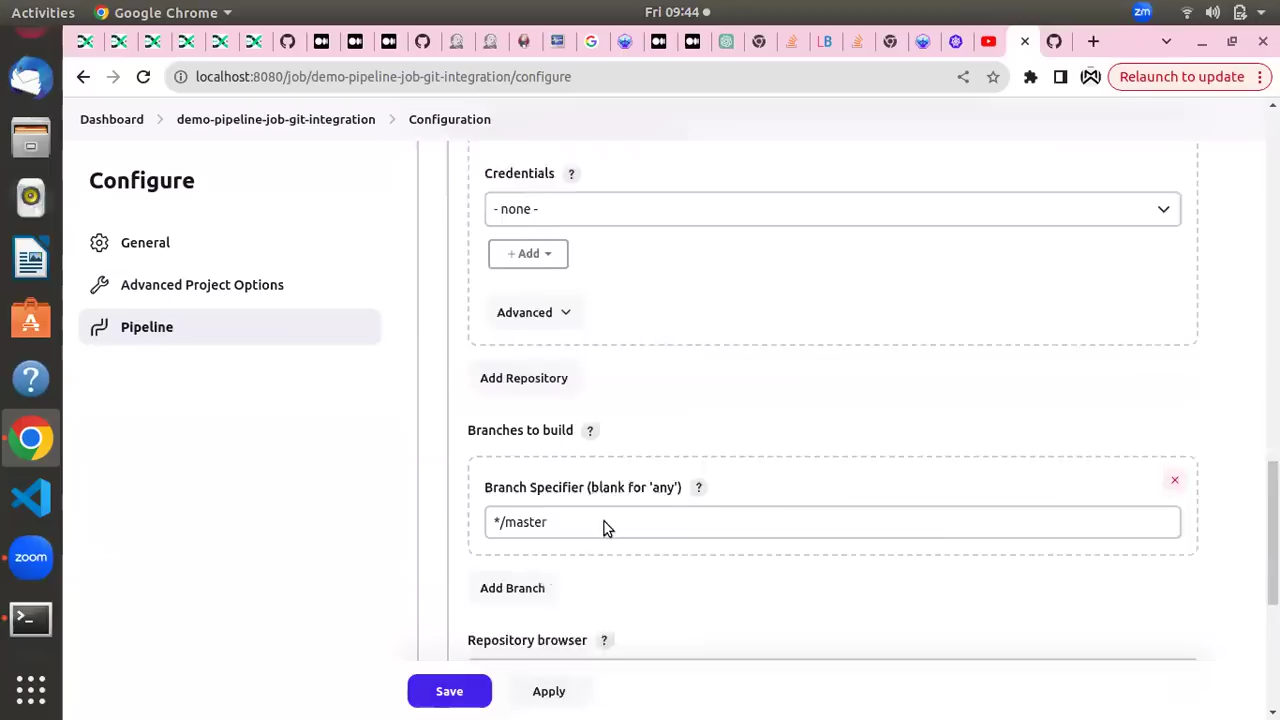 Activities
Google Chrome
Fri 09:44
zm
LB
localhost:8080/job/demo-pipeline-job-git-integration/configure
Relaunch to update
Dashboard
demo-pipeline-job-git-integration
Configuration
Configure
General
Advanced Project Options
Pipeline
Credentials ?
- none -
+ Add
Advanced
Add Repository
Branches to build ?
Branch Specifier (blank for 'any') ?
*/master
Add Branch
Repository browser ?
Save
Apply
zoom